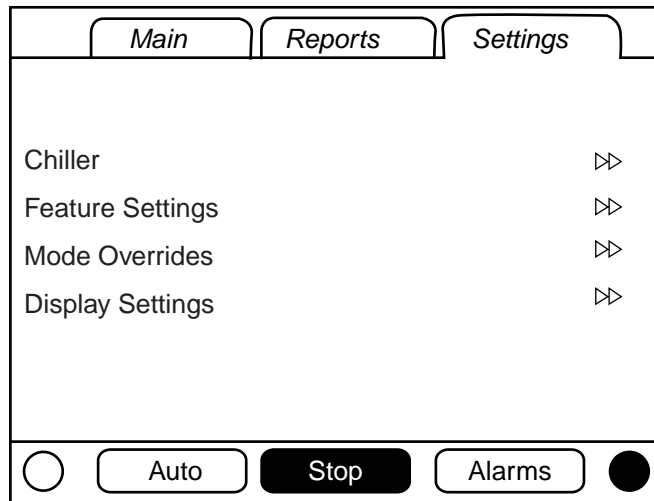 Main Reports Settings
Chiller
Feature Settings
Mode Overrides
Display Settings
Auto Stop Alarms